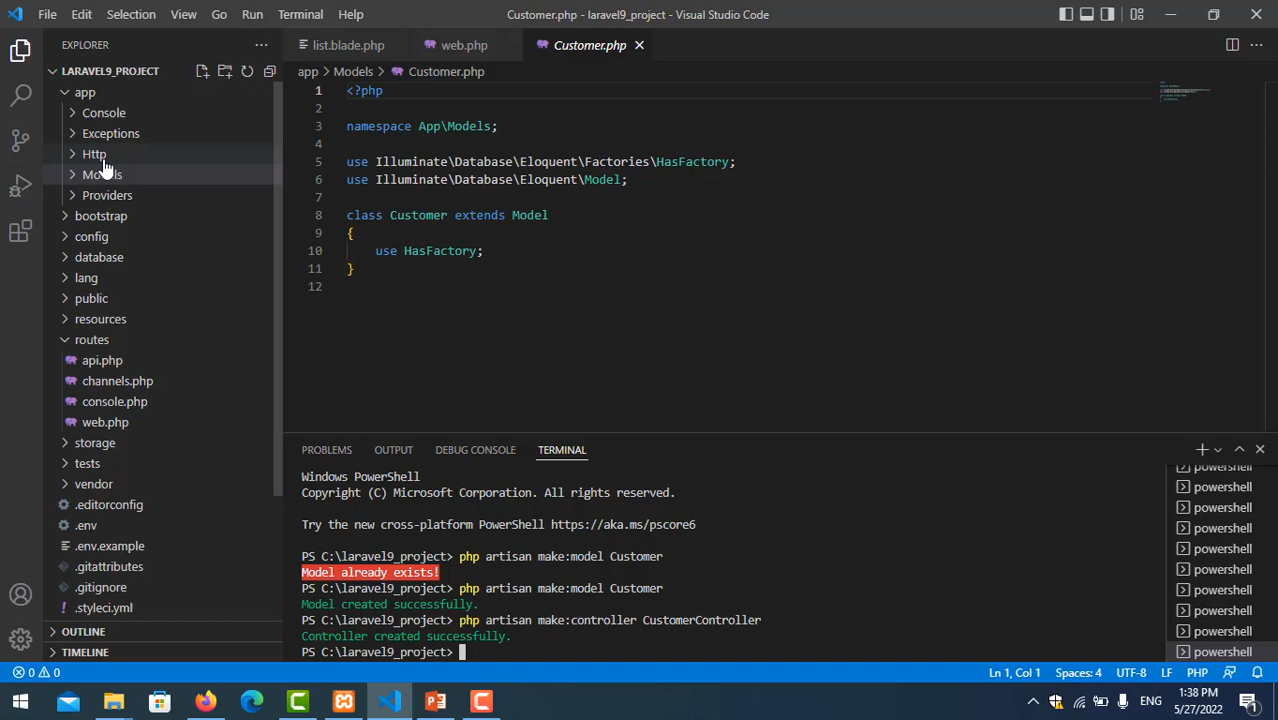 File Edit Selection View Go Run Terminal Help
Customer.php - laravel9_project - Visual Studio Code
EXPLORER
LARAVEL9_PROJECT
app
Console
Exceptions
Http
Models
Providers
bootstrap
config
database
lang
public
resources
routes
api.php
channels.php
console.php
web.php
storage
tests
vendor
.editorconfig
.env
.env.example
.gitattributes
.gitignore
.styleci.yml
OUTLINE
TIMELINE
list.blade.php web.php Customer.php
app > Models > Customer.php
1 <?php
2
3 namespace App\Models;
4
5 use Illuminate\Database\Eloquent\Factories\HasFactory;
6 use Illuminate\Database\Eloquent\Model;
7
8 class Customer extends Model
9 {
10 use HasFactory;
11 }
12
PROBLEMS OUTPUT DEBUG CONSOLE TERMINAL
Windows PowerShell
Copyright (C) Microsoft Corporation. All rights reserved.
Try the new cross-platform PowerShell https://aka.ms/pscore6
PS C:\laravel9_project> php artisan make:model Customer
Model already exists!
PS C:\laravel9_project> php artisan make:model Customer
Model created successfully.
PS C:\laravel9_project> php artisan make:controller CustomerController
Controller created successfully.
PS C:\laravel9_project>
powershell
powershell
powershell
powershell
powershell
powershell
powershell
powershell
powershell
powershell
0 0
Ln 1, Col 1 Spaces: 4 UTF-8 LF PHP
ENG
1:38 PM
5/27/2022
1